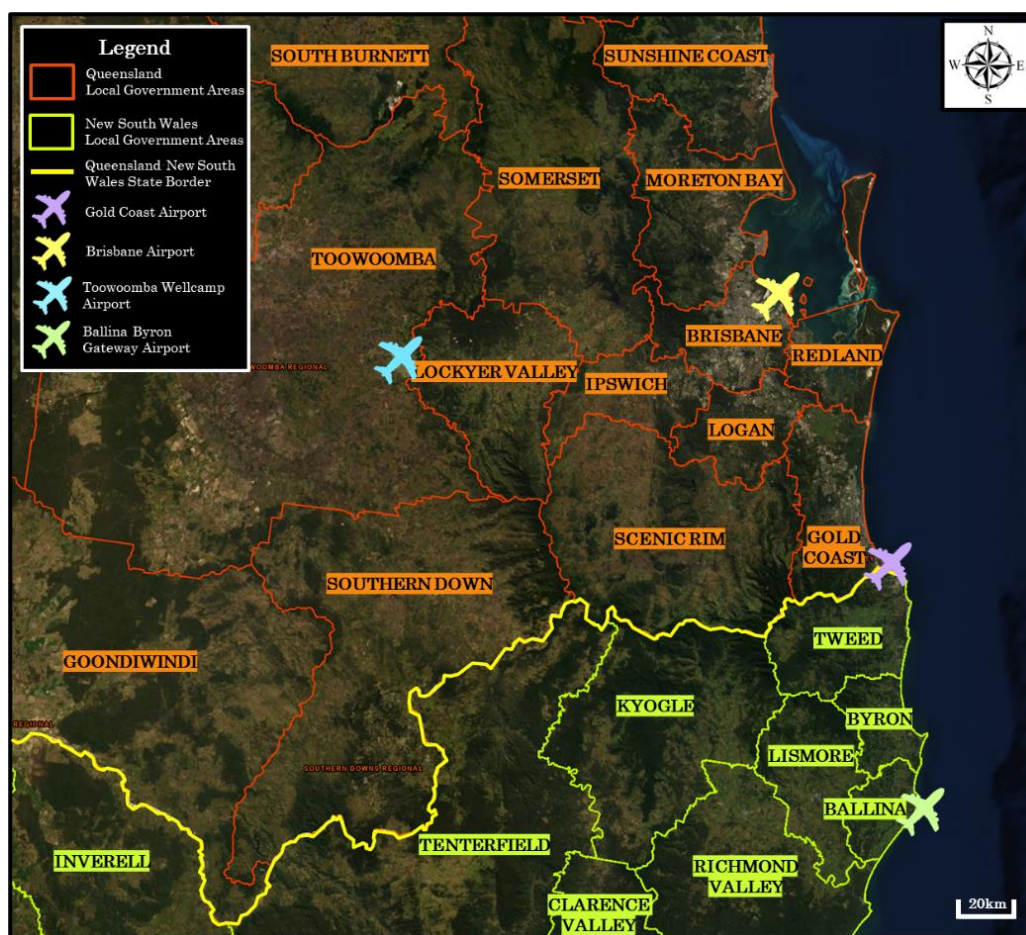 Legend
Queensland
Local Government Areas
New South Wales
Local Government Areas
Queensland New South
Wales State Border
Gold Coast Airport
Brisbane Airport
Toowoomba Wellcamp
Airport
Ballina Byron
Gateway Airport
N
W E
S
SOUTH BURNETT
SUNSHINE COAST
SOMERSET
MORETON BAY
TOOWOOMBA
BRISBANE
REDLAND
LOCKYER VALLEY
OWOOMBA REGIONAL
IPSWICH
LOGAN
SCENIC RIM
GOLD
COAST
SOUTHERN DOWN
TWEED
GOONDIWINDI
KYOGLE
BYRON
REGIONAL
LISMORE
SOUTHERN DOWNS REGIONAL
BALLINA
TENTERFIELD
INVERELL
RICHMOND
VALLEY
CLARENCE
VALLEY
20km